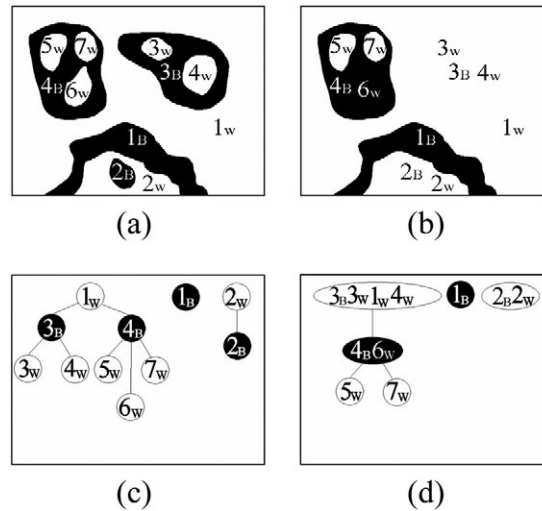 5W 7W
4B 6W
3W
3B 4W
1W
1B
2B 2W
(a)
5W 7W
4B 6W
3W
3B 4W
1W
1B
2B 2W
(b)
1W 1B 2W
3B 4B 2B
3W 4W 5W 7W
6W
(c)
3B3W1W4W 1B 2B2W
4B6W
5W 7W
(d)